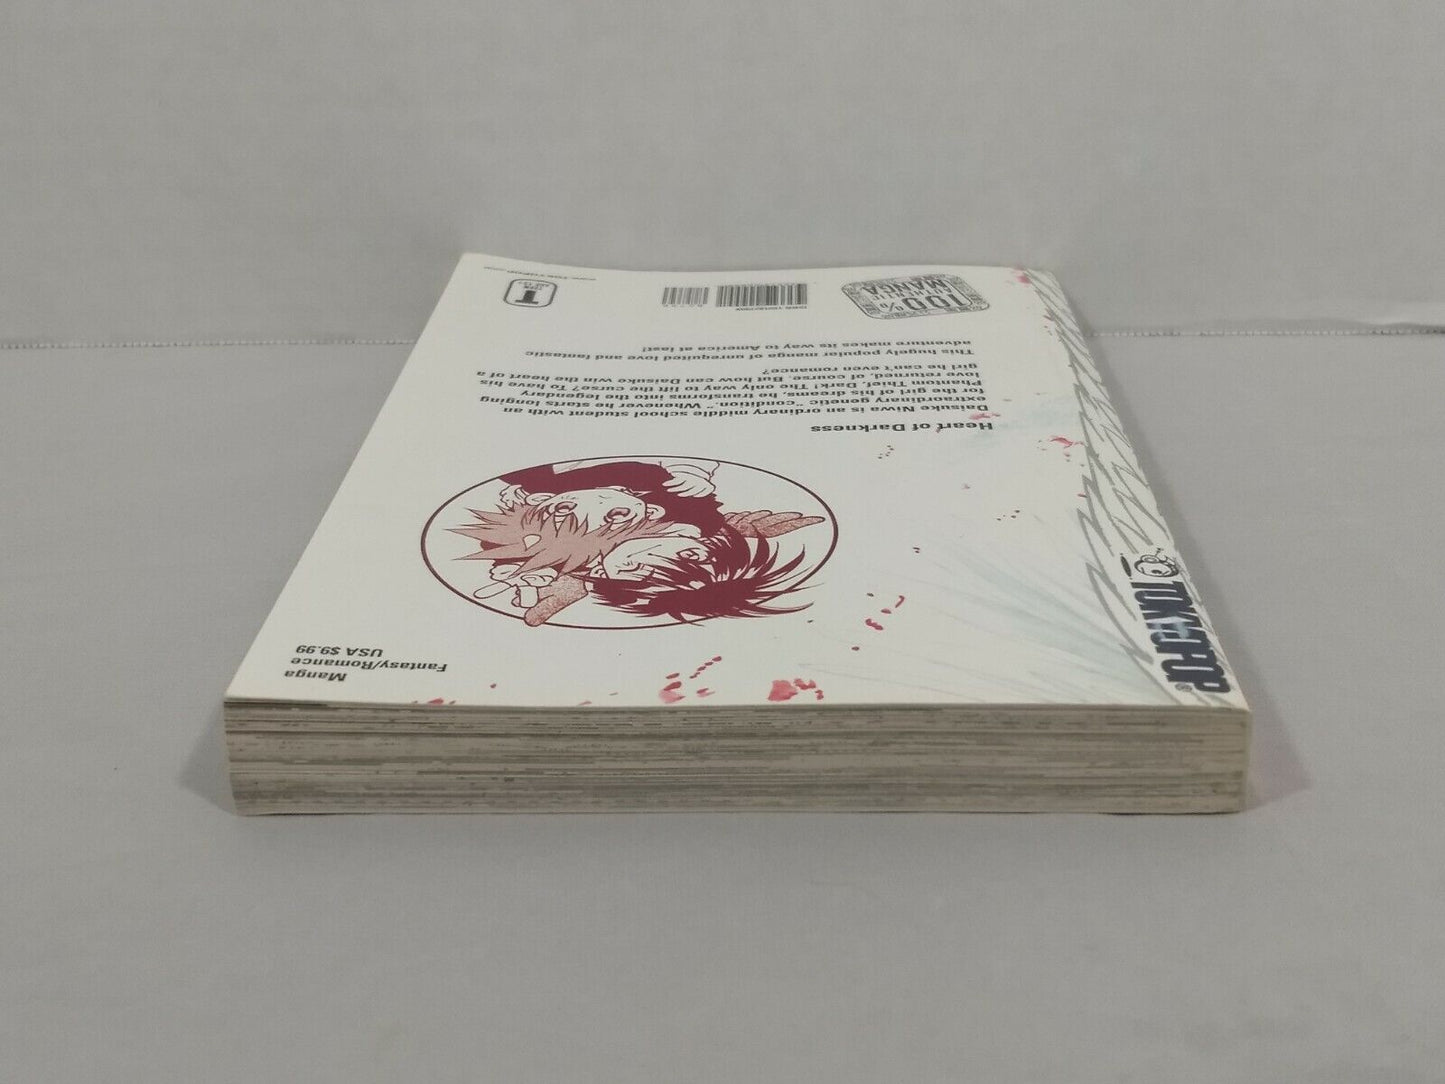 Manga
Fantasy/Romance
USA $9.99
TOKYOPOP®
Heart of Darkness
Daisuke Niwa is an ordinary middle school student with an
extraordinary genetic "condition." Whenever he starts longing
for the girl of his dreams, he transforms into the legendary
Phantom Thief, Dark! The only way to lift the curse? To have his
love returned, of course. But how can Daisuke win the heart of a
girl he can't even romance?
This hugely popular manga of unrequited love and fantastic
adventure makes its way to America at last!
100%
AUTHENTIC
MANGA
T
TEEN